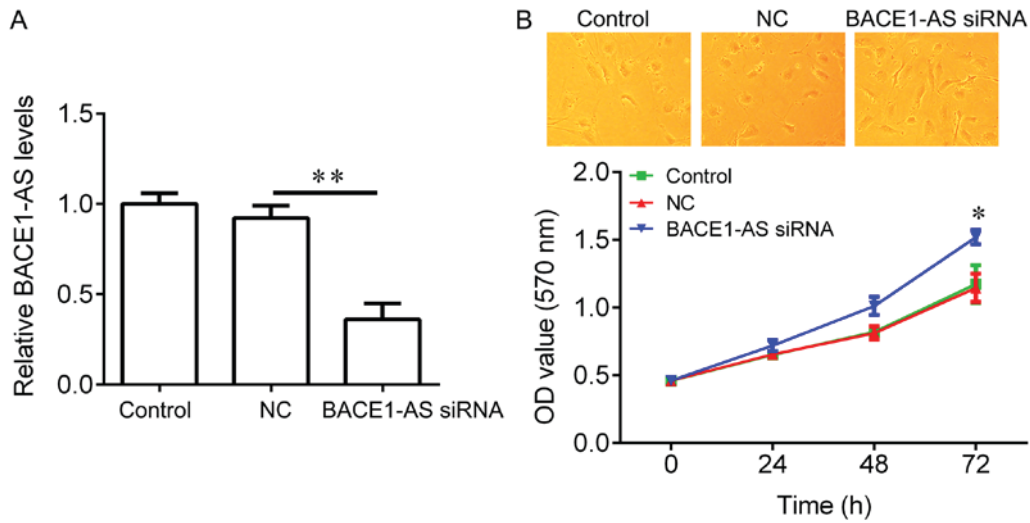 A
Relative BACE1-AS levels
1.5
1.0
0.5
0.0
**
Control NC BACE1-AS siRNA
B
Control NC BACE1-AS siRNA
OD value (570 nm)
2.0
1.5
1.0
0.5
0.0
Control
NC
BACE1-AS siRNA
*
0 24 48 72
Time (h)